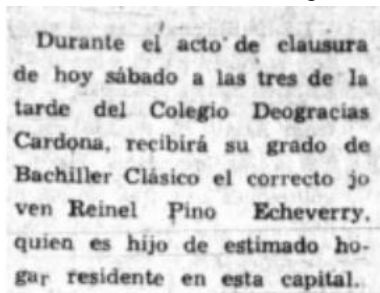 Durante el acto de clausura
de hoy sábado a las tres de la
tarde del Colegio Deogracias
Cardona, recibirá su grado de
Bachiller Clásico el correcto jo
ven Reinel Pino Echeverry,
quien es hijo de estimado ho-
gar residente en esta capital.